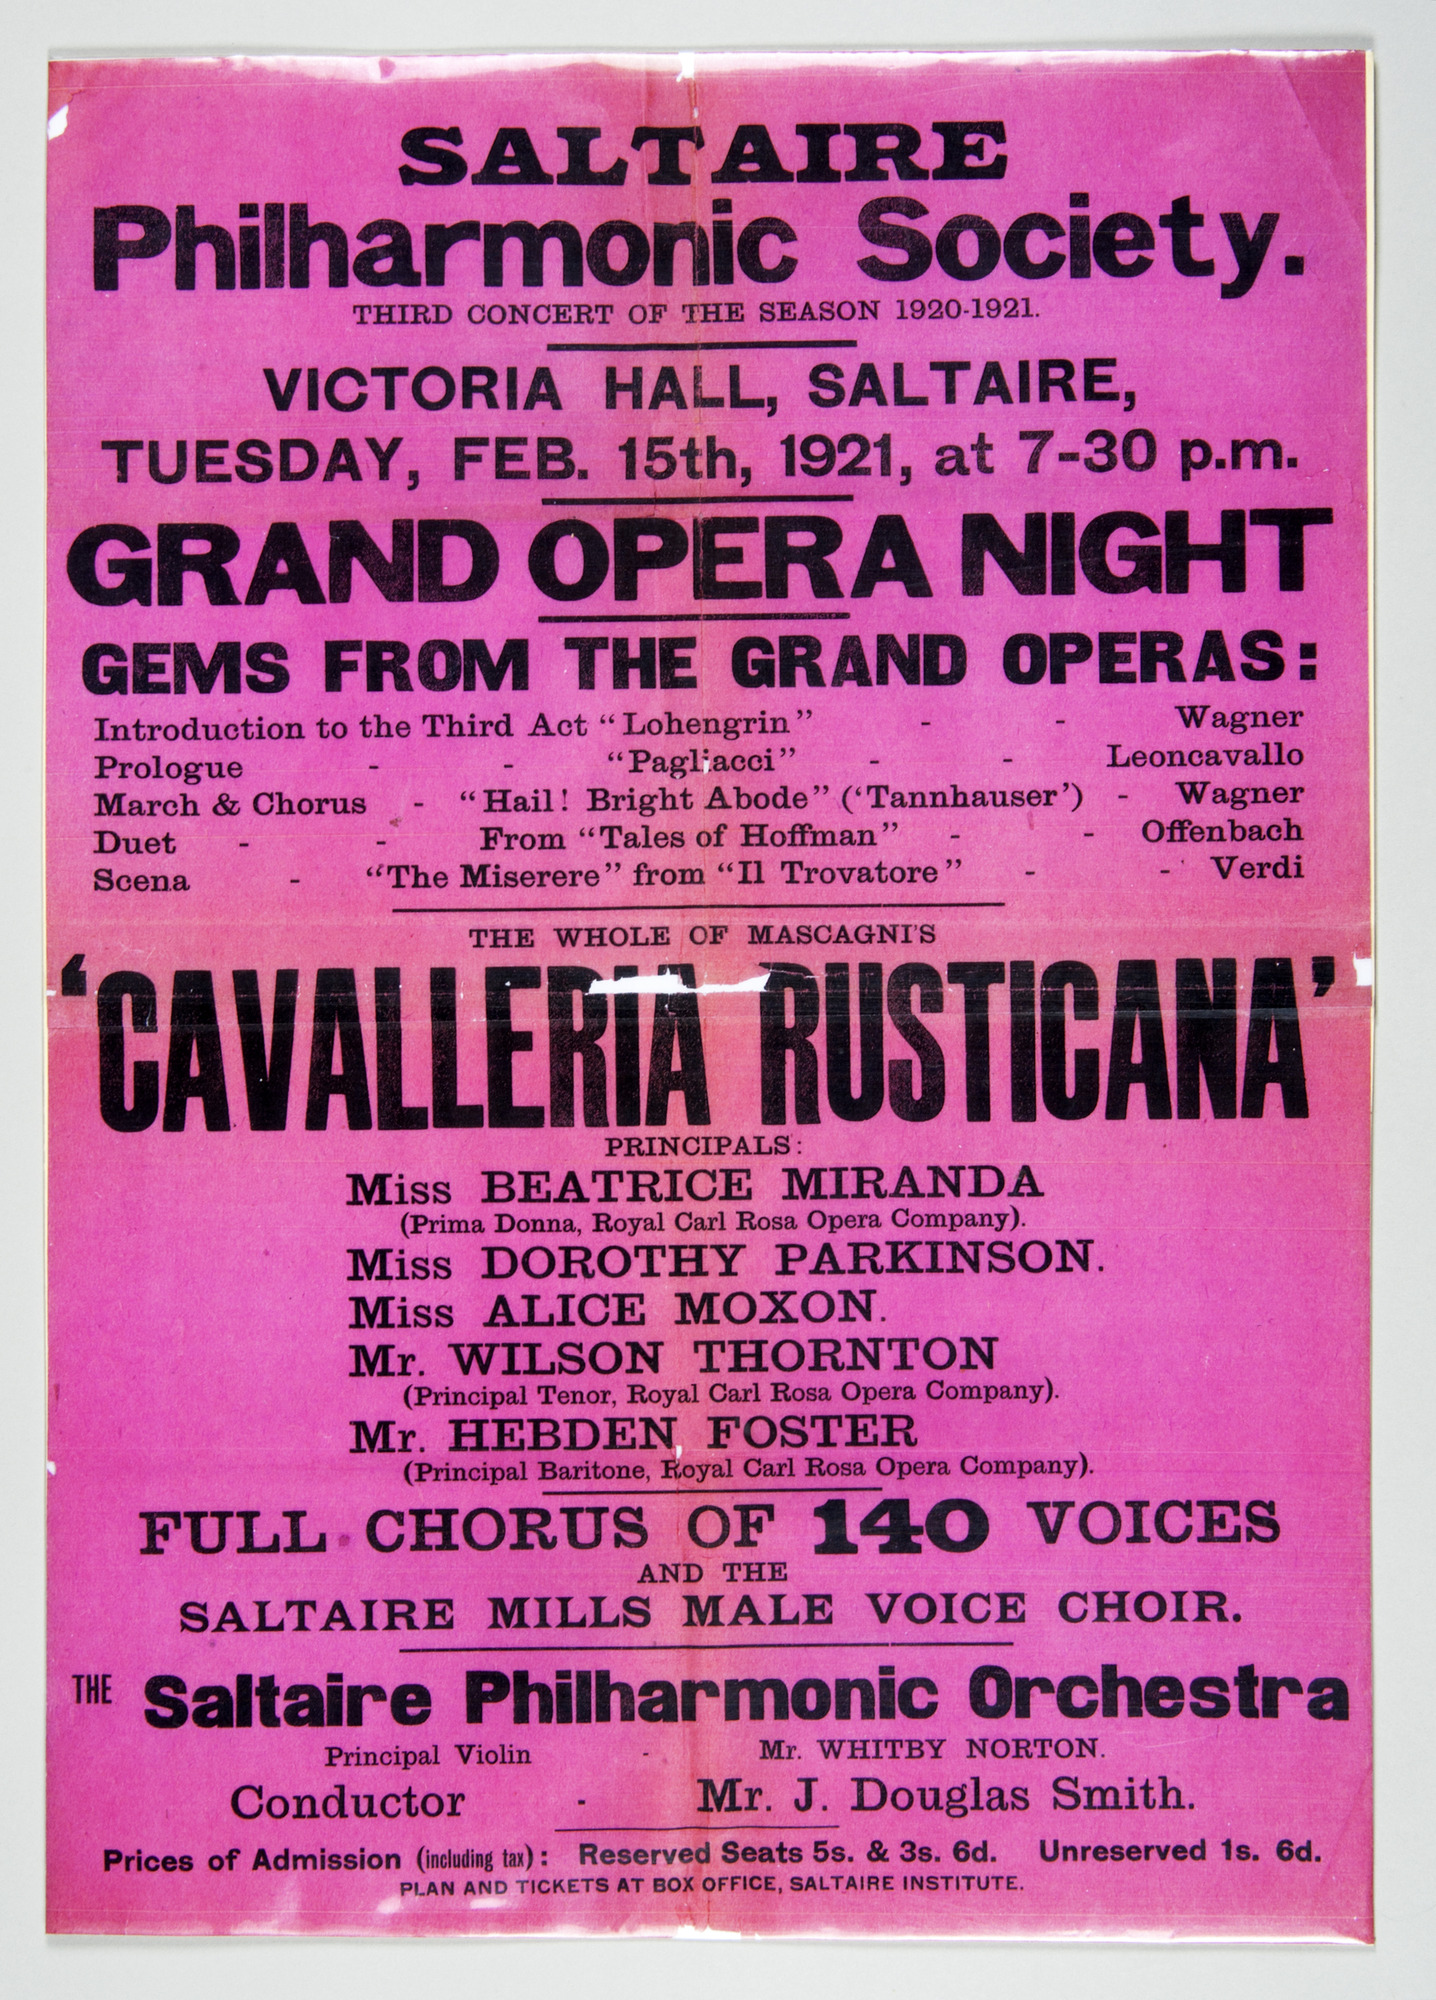 SALTAIRE
Philharmonic Society.
THIRD CONCERT OF THE SEASON 1920-1921.
VICTORIA HALL, SALTAIRE,
TUESDAY, FEB. 15th, 1921, at 7-30 p.m.
GRAND OPERA NIGHT
GEMS FROM THE GRAND OPERAS:
Introduction to the Third Act "Lohengrin" - - Wagner
Prologue - - "Pagliacci" - - Leoncavallo
March & Chorus - "Hail! Bright Abode" ('Tannhauser') - Wagner
Duet - - From "Tales of Hoffman" - - Offenbach
Scena - "The Miserere" from "Il Trovatore" - - Verdi
THE WHOLE OF MASCAGNI'S
'CAVALLERIA RUSTICANA'
PRINCIPALS:
Miss BEATRICE MIRANDA
(Prima Donna, Royal Carl Rosa Opera Company).
Miss DOROTHY PARKINSON.
Miss ALICE MOXON.
Mr. WILSON THORNTON
(Principal Tenor, Royal Carl Rosa Opera Company).
Mr. HEBDEN FOSTER
(Principal Baritone, Royal Carl Rosa Opera Company).
FULL CHORUS OF 140 VOICES
AND THE
SALTAIRE MILLS MALE VOICE CHOIR.
THE Saltaire Philharmonic Orchestra
Principal Violin - Mr. WHITBY NORTON.
Conductor - Mr. J. Douglas Smith.
Prices of Admission (including tax): Reserved Seats 5s. & 3s. 6d. Unreserved 1s. 6d.
PLAN AND TICKETS AT BOX OFFICE, SALTAIRE INSTITUTE.